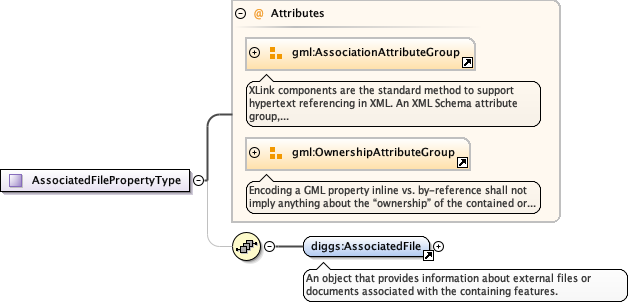 @ Attributes
gml:AssociationAttributeGroup
XLink components are the standard method to support
hypertext referencing in XML. An XML Schema attribute
group,...
gml:OwnershipAttributeGroup
Encoding a GML property inline vs. by-reference shall not
imply anything about the “ownership” of the contained or...
AssociatedFilePropertyType
diggs:AssociatedFile
An object that provides information about external files or
documents associated with the containing features.